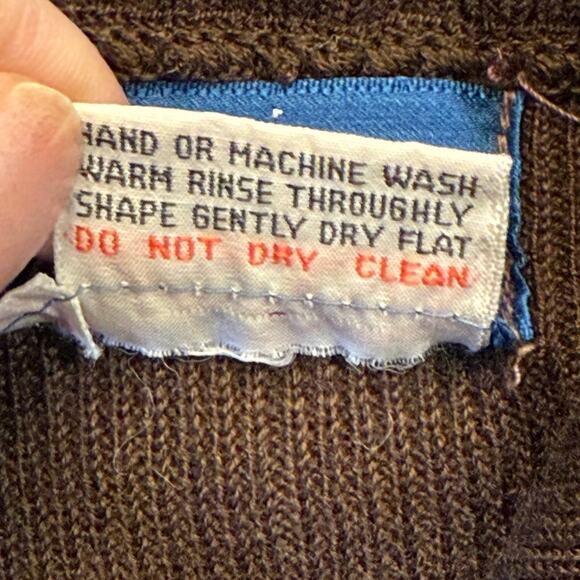 HAND OR MACHINE WASH
WARM RINSE THROUGHLY
SHAPE GENTLY DRY FLAT
DO NOT DRY CLEAN